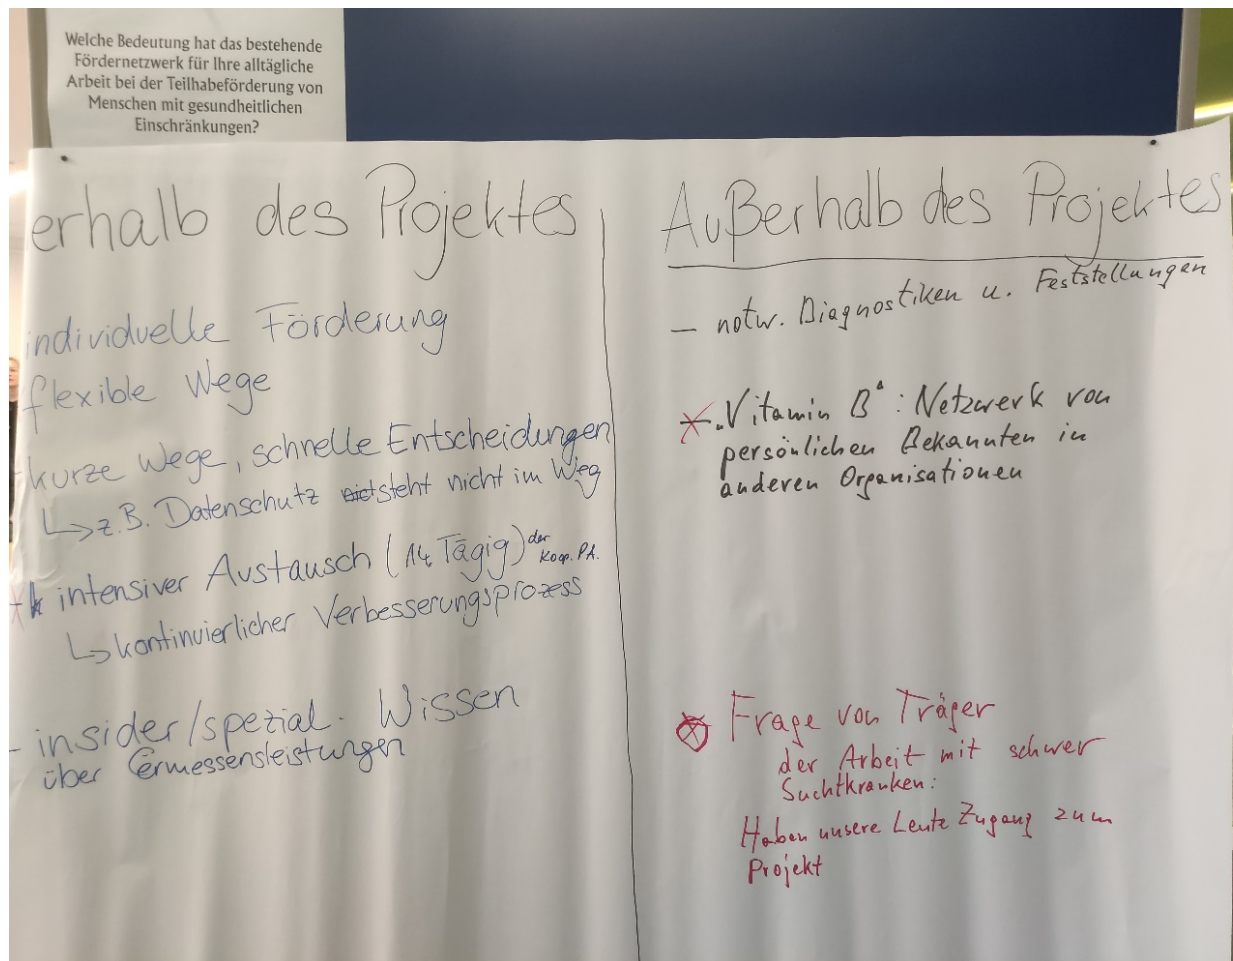 Welche Bedeutung hat das bestehende
Fördernetzwerk für Ihre alltägliche
Arbeit bei der Teilhabeförderung von
Menschen mit gesundheitlichen
Einschränkungen?
erhalb des Projektes
individuelle Förderung
flexible Wege
- kurze Wege, schnelle Entscheidungen
↳ z.B. Datenschutz steht nicht im Weg
intensiver Austausch (14 Tägig) der
Koop. PA.
↳ kontinuierlicher Verbesserungsprozess
- insider/spezial. Wissen
über Ermessensleistungen
Außerhalb des Projektes
- notw. Diagnostiken u. Feststellungen
- "Vitamin B": Netzwerk von
persönlichen Bekannten in
anderen Organisationen
Frage von Träger
der Arbeit mit schwer
Suchtkranken:
Haben unsere Leute Zugang zum
Projekt